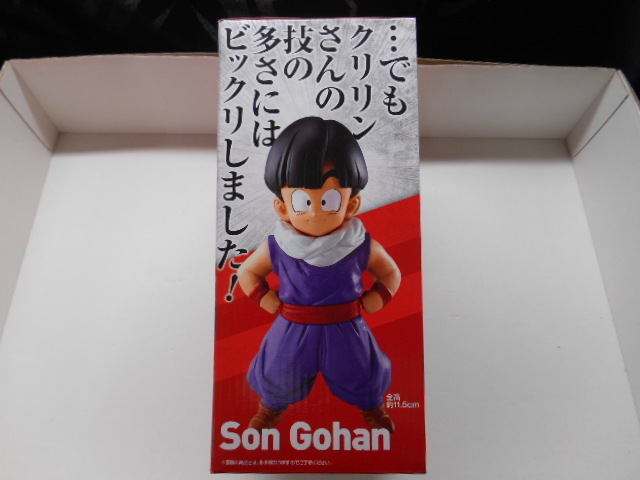 …でも
クリリン
さんの
技の
多さには
ビックリしました！
全高
約11.5cm
Son Gohan